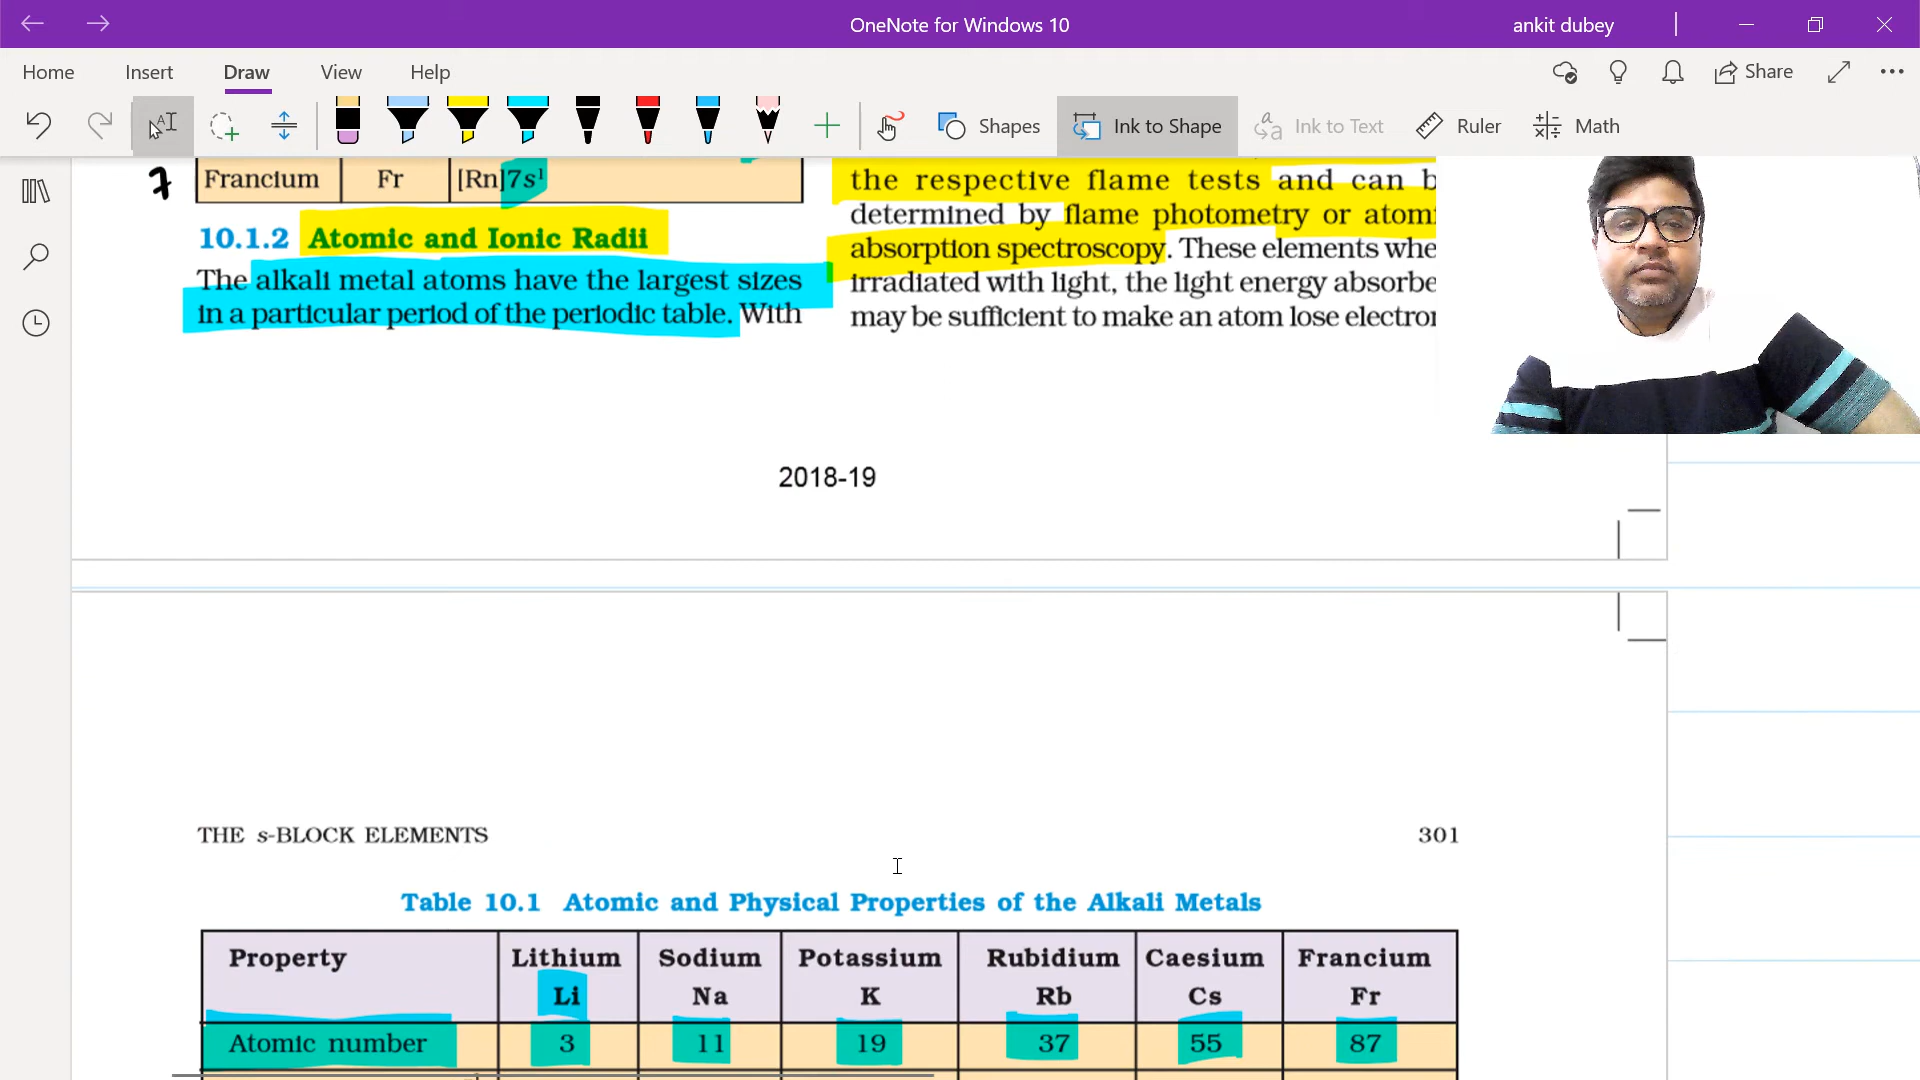 OneNote for Windows 10
ankit dubey
Home Insert Draw View Help
Share
Shapes Ink to Shape Ink to Text Ruler Math
7 Francium Fr [Rn]7s¹
10.1.2 Atomic and Ionic Radii
The alkali metal atoms have the largest sizes
in a particular period of the periodic table. With
the respective flame tests and can b
determined by flame photometry or atomi
absorption spectroscopy. These elements whe
irradiated with light, the light energy absorbe
may be sufficient to make an atom lose electron
2018-19
THE s-BLOCK ELEMENTS 301
Table 10.1 Atomic and Physical Properties of the Alkali Metals
Property Lithium Sodium Potassium Rubidium Caesium Francium
Li Na K Rb Cs Fr
Atomic number 3 11 19 37 55 87